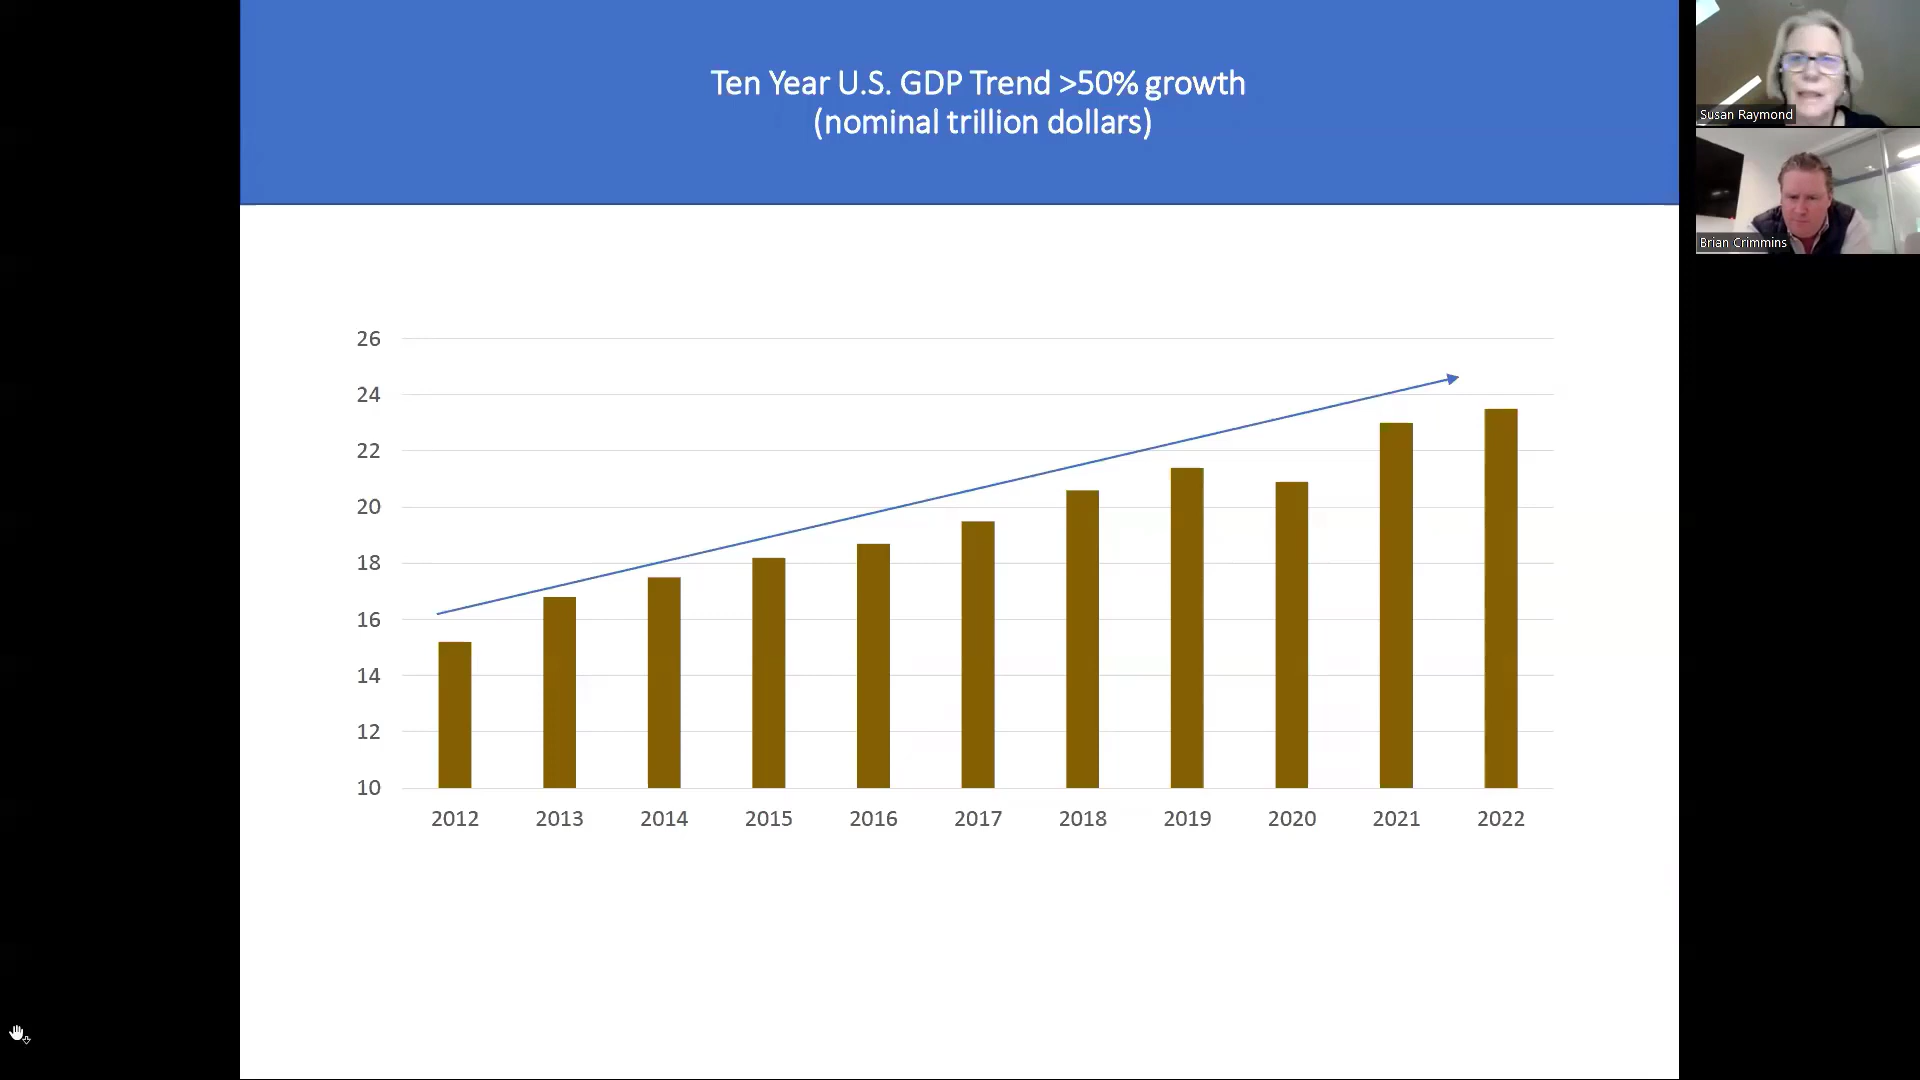 Ten Year U.S. GDP Trend >50% growth
(nominal trillion dollars)
Susan Raymond
Brian Crimmins
26
24
22
20
18
16
14
12
10
2012 2013 2014 2015 2016 2017 2018 2019 2020 2021 2022